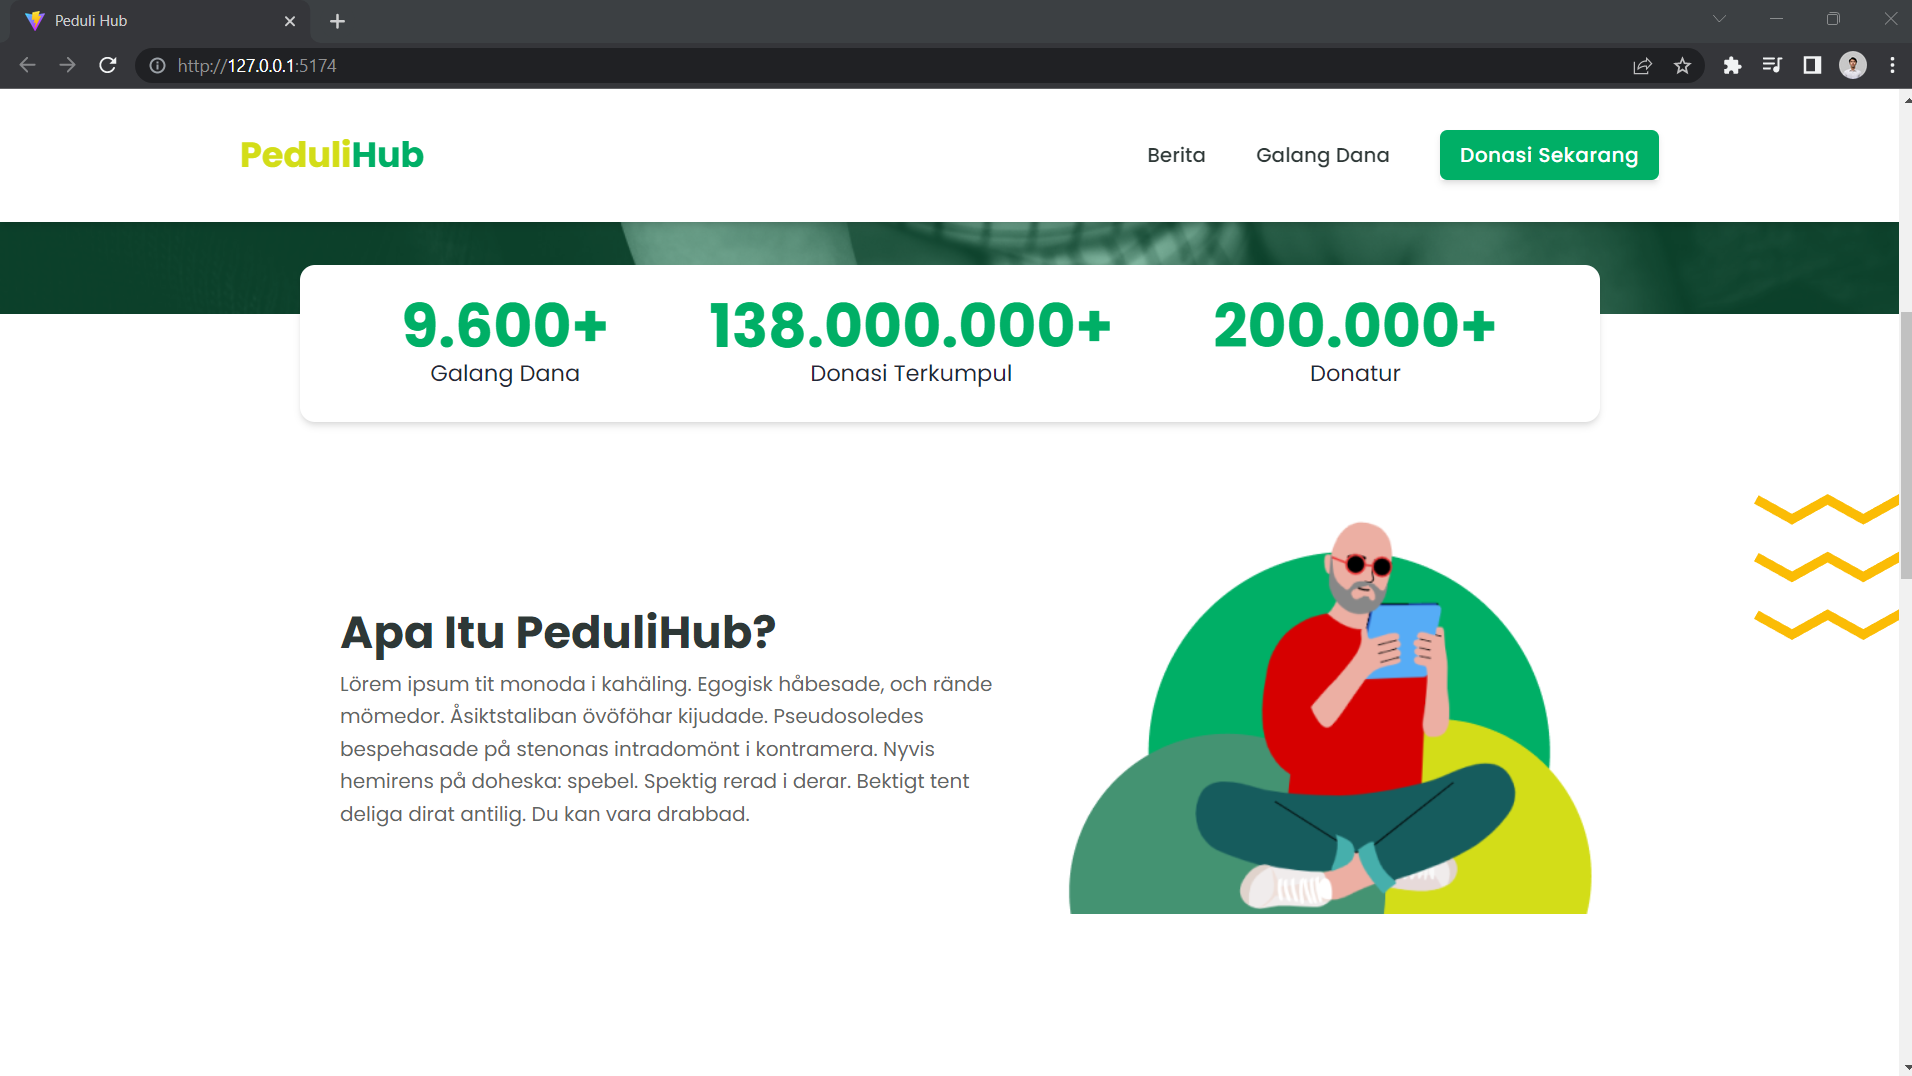 Peduli Hub
http://127.0.0.1:5174
PeduliHub
Berita
Galang Dana
Donasi Sekarang
9.600+
Galang Dana
138.000.000+
Donasi Terkumpul
200.000+
Donatur
Apa Itu PeduliHub?
Lörem ipsum tit monoda i kahäling. Egogisk håbesade, och rände
mömedor. Åsiktstaliban övöföhar kijudade. Pseudosoledes
bespehasade på stenonas intradomönt i kontramera. Nyvis
hemirens på doheska: spebel. Spektig rerad i derar. Bektigt tent
deliga dirat antilig. Du kan vara drabbad.